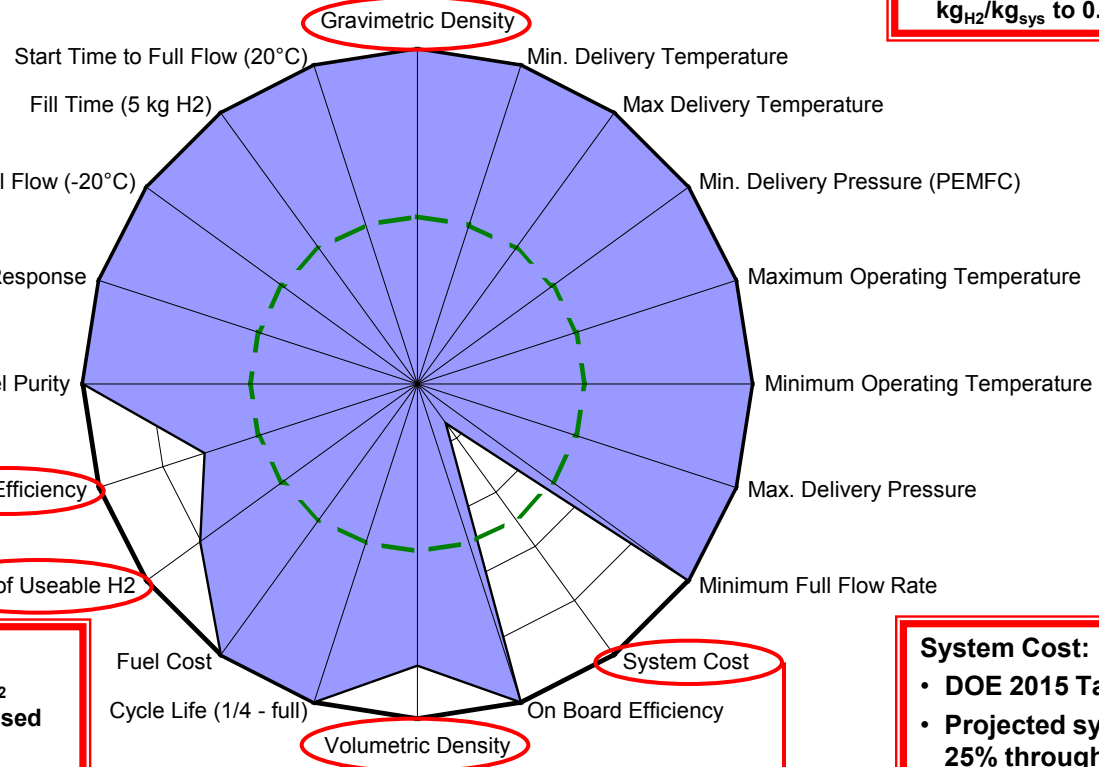 kgH2/kgsys to 0.
Gravimetric Density
Start Time to Full Flow (20°C)
Min. Delivery Temperature
Fill Time (5 kg H2)
Max Delivery Temperature
Flow (-20°C)
Min. Delivery Pressure (PEMFC)
Response
Maximum Operating Temperature
Purity
Minimum Operating Temperature
Efficiency
Max. Delivery Pressure
of Useable H2
Minimum Full Flow Rate
Fuel Cost
System Cost
Cycle Life (1/4 - full)
On Board Efficiency
Volumetric Density
2
sed
System Cost:
• DOE 2015 Ta
• Projected sy
25% through